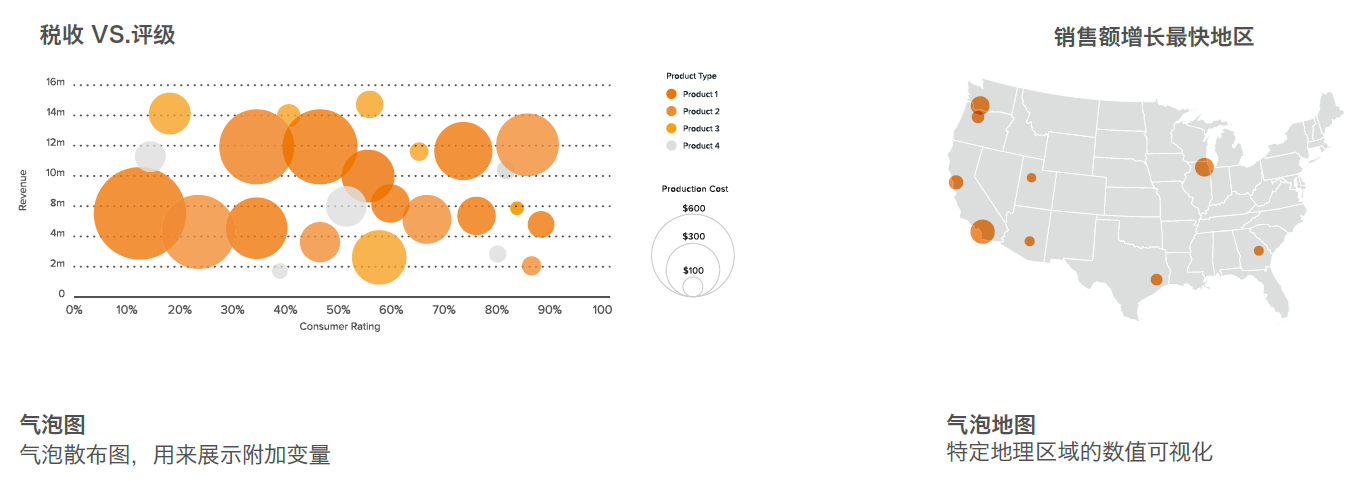 税收 VS.评级
销售额增长最快地区
16m
14m
12m
10m
8m
4m
2m
0
Revenue
0%
10%
20%
30%
40%
50%
60%
70%
80%
90%
100
Consumer Rating
Product Type
Product 1
Product 2
Product 3
Product 4
Production Cost
$600
$300
$100
气泡图
气泡散布图，用来展示附加变量
气泡地图
特定地理区域的数值可视化